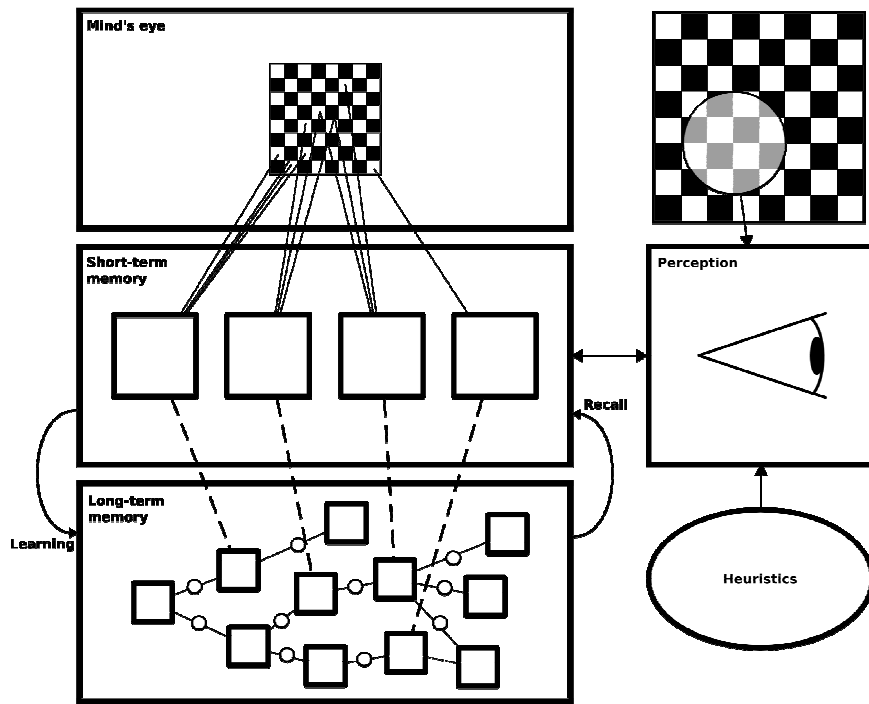 Mind's eye
Short-term
memory
Perception
Recall
Long-term
memory
Learning
Heuristics